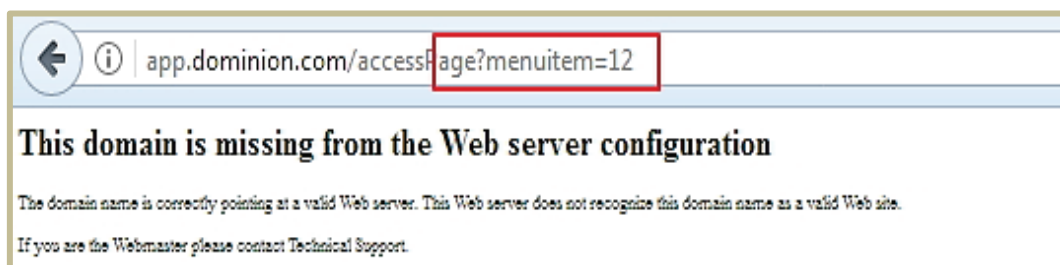 app.dominion.com/accessPage?menuitem=12
This domain is missing from the Web server configuration
The domain name is correctly pointing at a valid Web server. This Web server does not recognize this domain name as a valid Web site.
If you are the Webmaster please contact Technical Support.